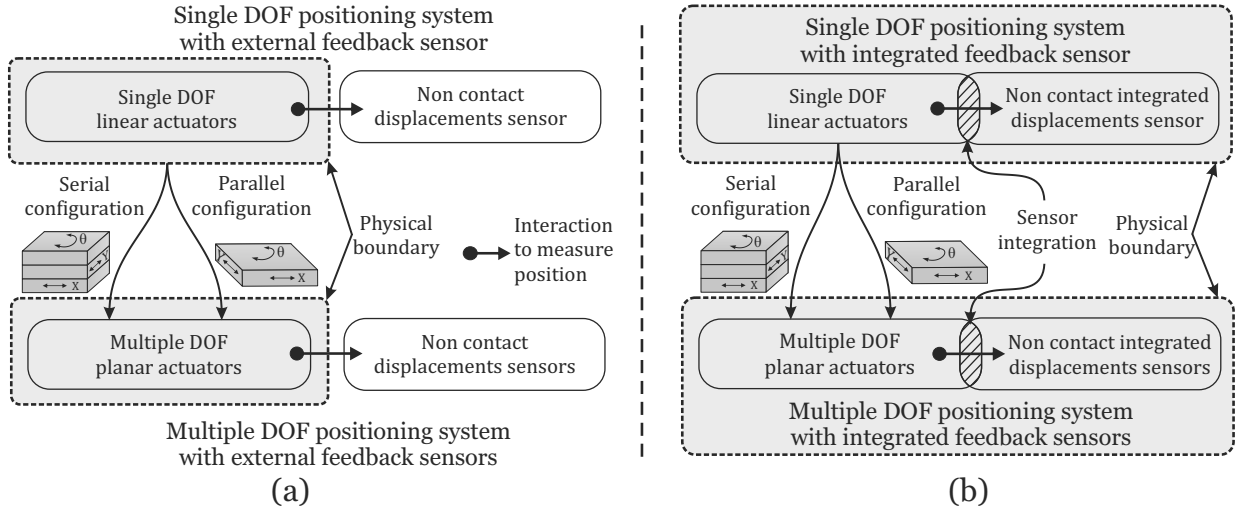 Single DOF positioning system
with external feedback sensor
Single DOF
linear actuators
Non contact
displacements sensor
Serial
configuration
Parallel
configuration
θ
Y
X
θ
Y
X
Physical
boundary
Interaction
to measure
position
Multiple DOF
planar actuators
Non contact
displacements sensors
Multiple DOF positioning system
with external feedback sensors
(a)
Single DOF positioning system
with integrated feedback sensor
Single DOF
linear actuators
Non contact integrated
displacements sensor
Serial
configuration
Parallel
configuration
θ
Y
X
θ
Y
X
Sensor
integration
Physical
boundary
Multiple DOF
planar actuators
Non contact integrated
displacements sensors
Multiple DOF positioning system
with integrated feedback sensors
(b)